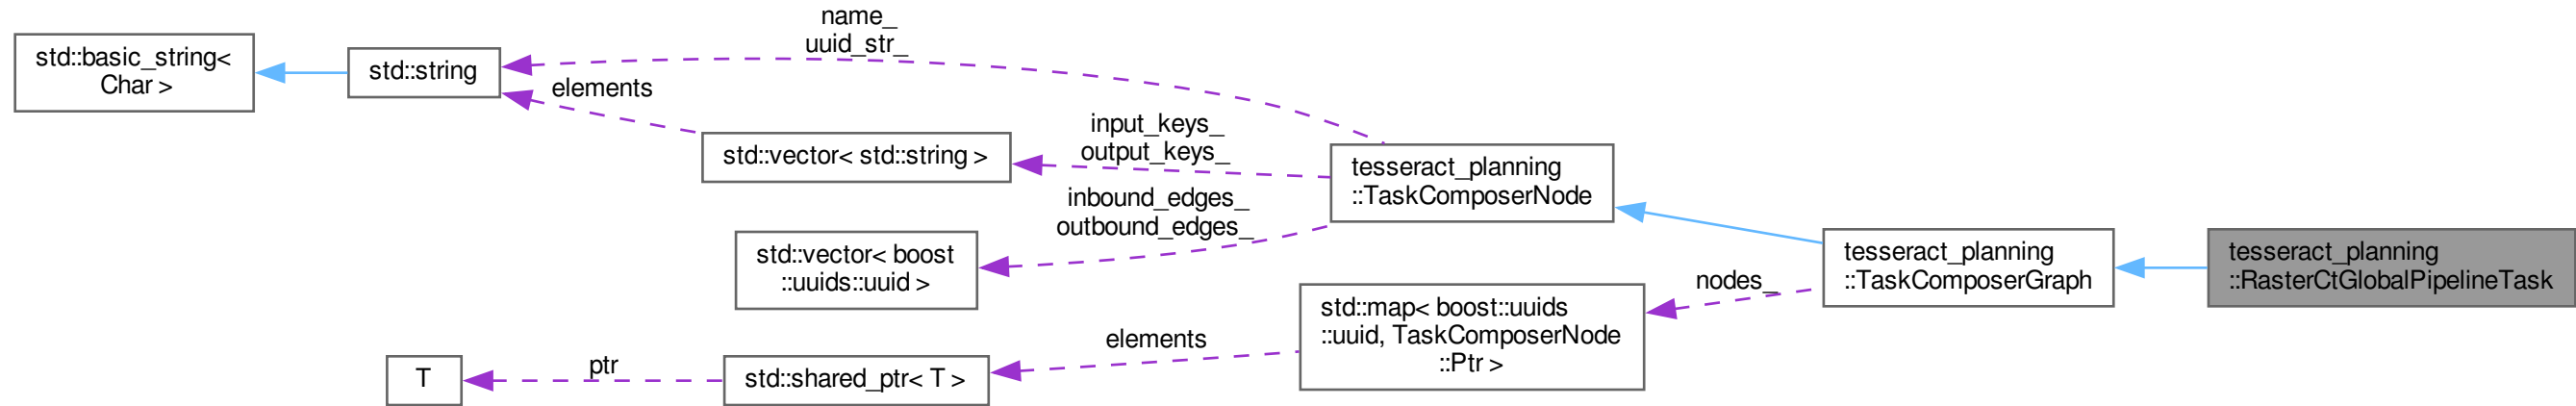 name_
uuid_str_
std::basic_string<
Char >
std::string
elements
input_keys_
output_keys_
std::vector< std::string >
tesseract_planning
::TaskComposerNode
inbound_edges_
outbound_edges_
std::vector< boost
::uuids::uuid >
tesseract_planning
::TaskComposerGraph
tesseract_planning
::RasterCtGlobalPipelineTask
nodes_
std::map< boost::uuids
::uuid, TaskComposerNode
::Ptr >
elements
std::shared_ptr< T >
ptr
T